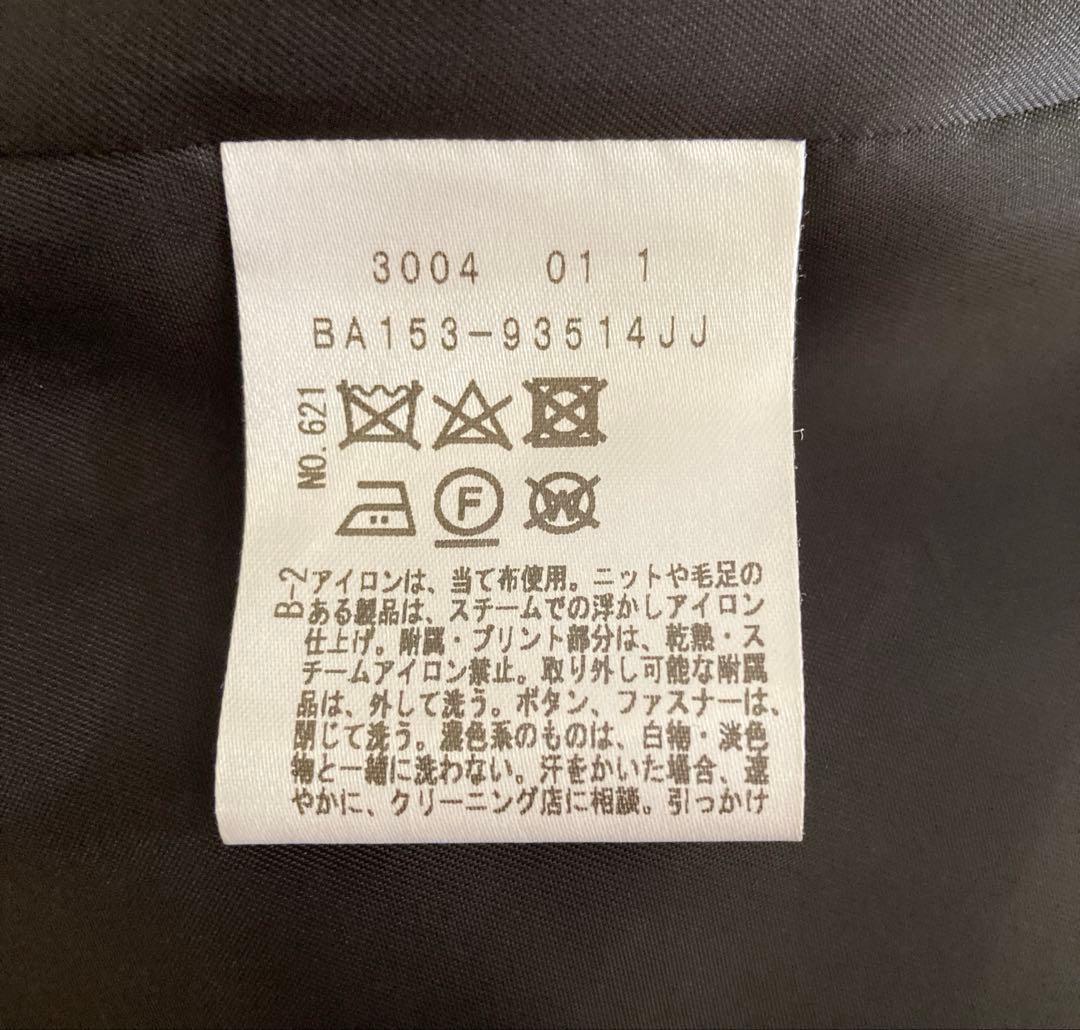 3004 01 1
BA153-93514JJ
NO. 621
F
W
B-2
アイロンは、当て布使用。ニットや毛足の
ある製品は、スチームでの浮かしアイロン
仕上げ。附属・プリント部分は、乾熱・ス
チームアイロン禁止。取り外し可能な附属
品は、外して洗う。ボタン、ファスナーは、
閉じて洗う。濃色系のものは、白物・淡色
物と一緒に洗わない。汗をかいた場合、速
やかに、クリーニング店に相談。引っかけ